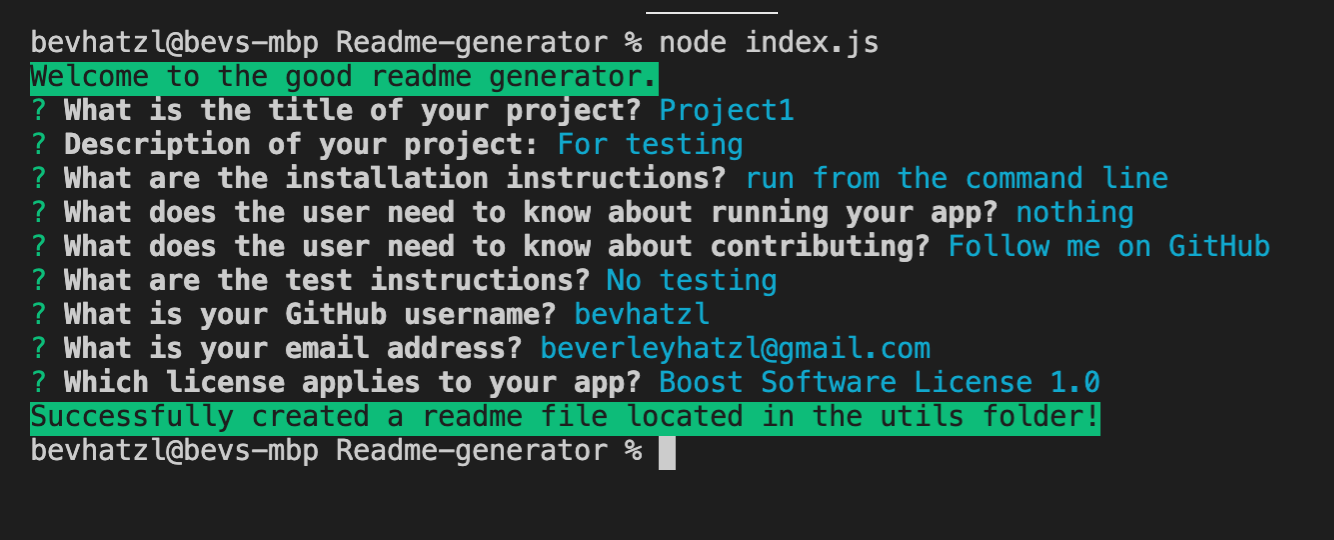 bevhatzl@bevs-mbp Readme-generator % node index.js
Welcome to the good readme generator.
? What is the title of your project? Project1
? Description of your project: For testing
? What are the installation instructions? run from the command line
? What does the user need to know about running your app? nothing
? What does the user need to know about contributing? Follow me on GitHub
? What are the test instructions? No testing
? What is your GitHub username? bevhatzl
? What is your email address? beverleyhatzl@gmail.com
? Which license applies to your app? Boost Software License 1.0
Successfully created a readme file located in the utils folder!
bevhatzl@bevs-mbp Readme-generator %